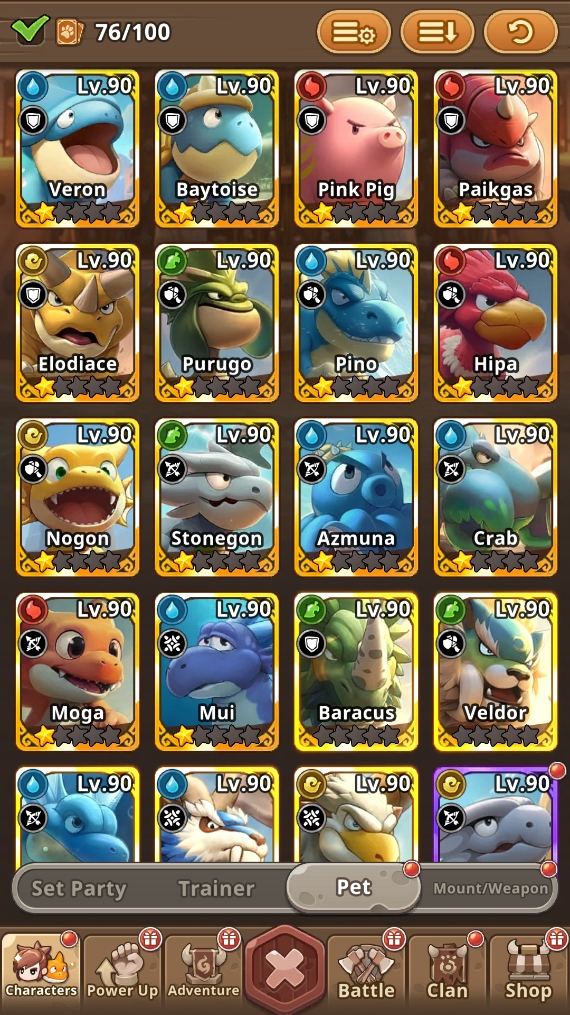 76/100
Lv.90 Lv.90 Lv.90 Lv.90
Veron Baytoise Pink Pig Paikgas
Lv.90 Lv.90 Lv.90 Lv.90
Elodiace Purugo Pino Hipa
Lv.90 Lv.90 Lv.90 Lv.90
Nogon Stonegon Azmuna Crab
Lv.90 Lv.90 Lv.90 Lv.90
Moga Mui Baracus Veldor
Lv.90 Lv.90 Lv.90 Lv.90
Set Party Trainer Pet Mount/Weapon
Characters Power Up Adventure Battle Clan Shop